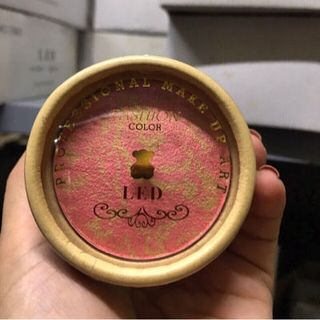 PROFESSIONAL MAKE UP ART
FASHION
COLOR
LED